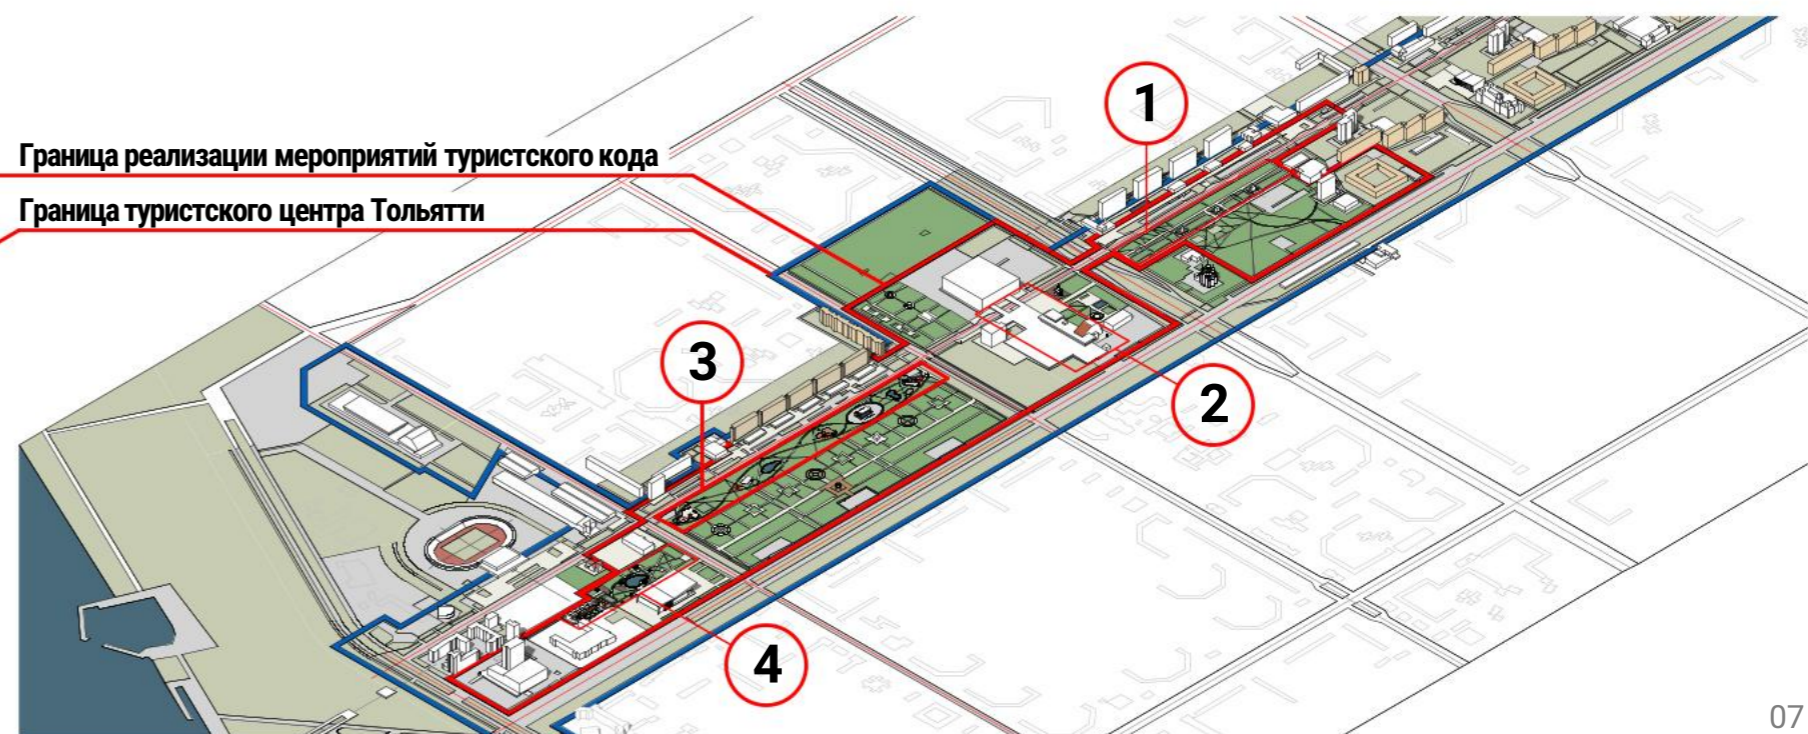 1
Граница реализации мероприятий туристского кода
Граница туристского центра Тольятти
3
2
4
07